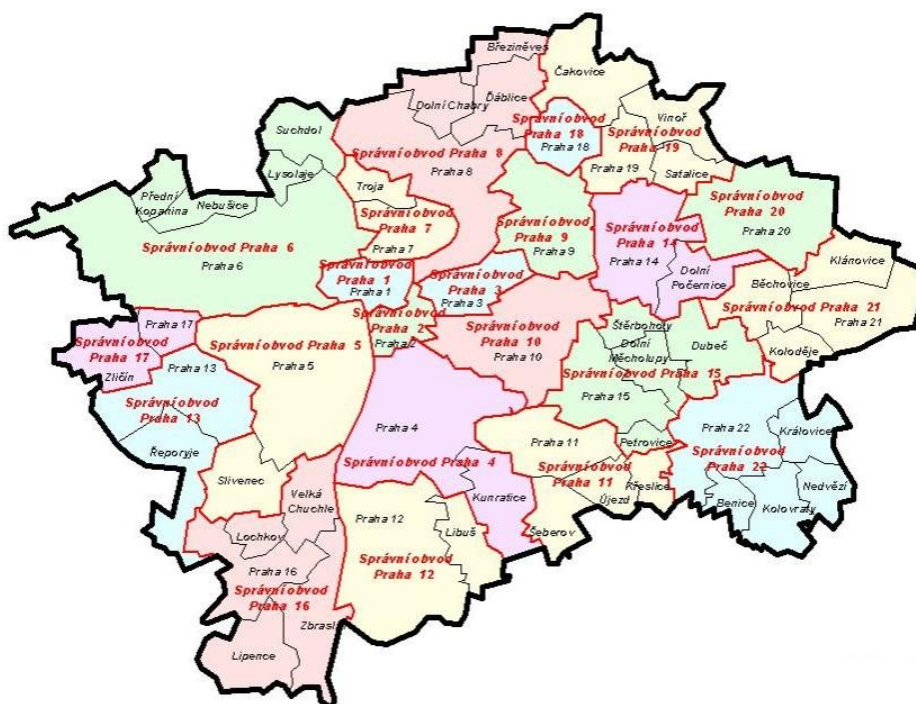 Březiněves
Čakovice
Ďáblice
Dolní Chabry
Suchdol
Vinoř
Správní obvod
Praha 18
Praha 18
Správní obvod
Praha 19
Praha 19
Správní obvod Praha 8
Praha 8
Lysolaje
Satalice
Troja
Přední
Kopanina
Nebušice
Správní obvod
Praha 20
Praha 20
Správní obvod
Praha 7
Praha 7
Správní obvod
Praha 9
Praha 9
Správní obvod
Praha 14
Praha 14
Správní obvod Praha 6
Praha 6
Klánovice
Dolní
Počernice
Běchovice
Správní obvod
Praha 1
Praha 1
Správní obvod
Praha 3
Praha 3
Správní obvod Praha 21
Praha 21
Správní obvod
Praha 2
Praha 2
Praha 17
Správní obvod
Praha 17
Zličín
Správní obvod Praha 5
Praha 5
Správní obvod
Praha 10
Praha 10
Štěrboholy
Dolní
Měcholupy
Dubeč
Koloděje
Praha 13
Správní obvod
Praha 13
Správní obvod Praha 15
Praha 15
Praha 4
Správní obvod Praha 4
Praha 11
Správní obvod
Praha 11
Petrovice
Praha 22
Správní obvod
Praha 22
Královice
Řeporyje
Slivenec
Velká
Chuchle
Kunratice
Újezd
Křeslice
Nedvězí
Benice
Kolovraty
Lochkov
Praha 12
Libuš
Šeberov
Správní obvod
Praha 12
Praha 16
Správní obvod
Praha 16
Lipence